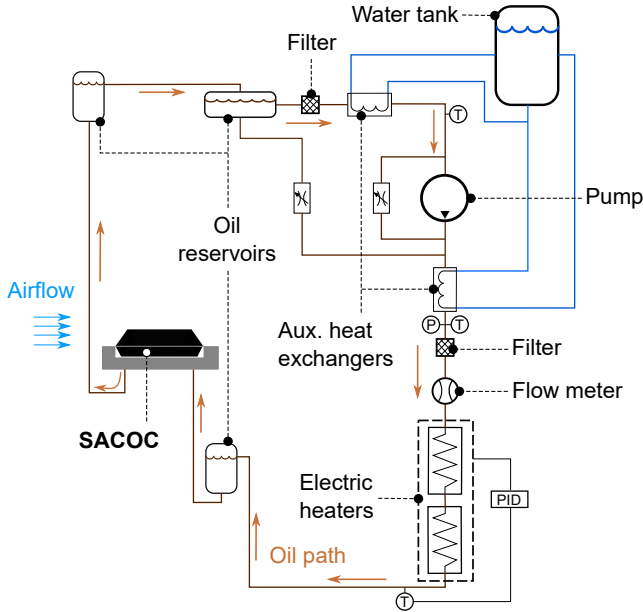 Water tank
Filter
T
Pump
Oil
reservoirs
Airflow
Aux. heat
exchangers
P
T
Filter
Flow meter
SACOC
Electric
heaters
PID
Oil path
T